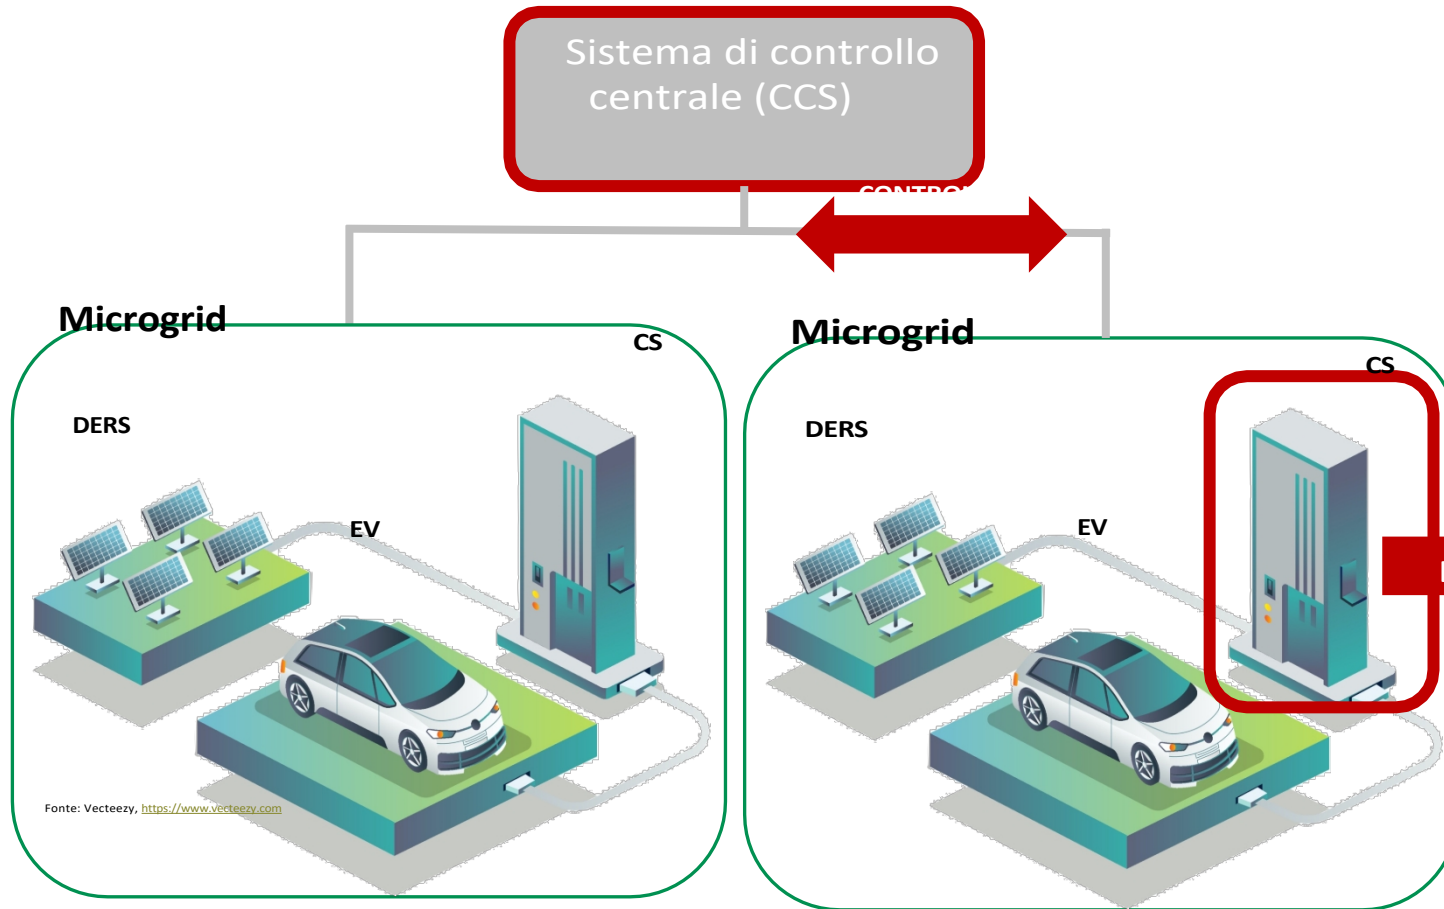 Sistema di controllo
centrale (CCS)
Microgrid
CS
DERS
EV
Fonte: Vecteezy, https://www.vecteezy.com
Microgrid
CS
DERS
EV